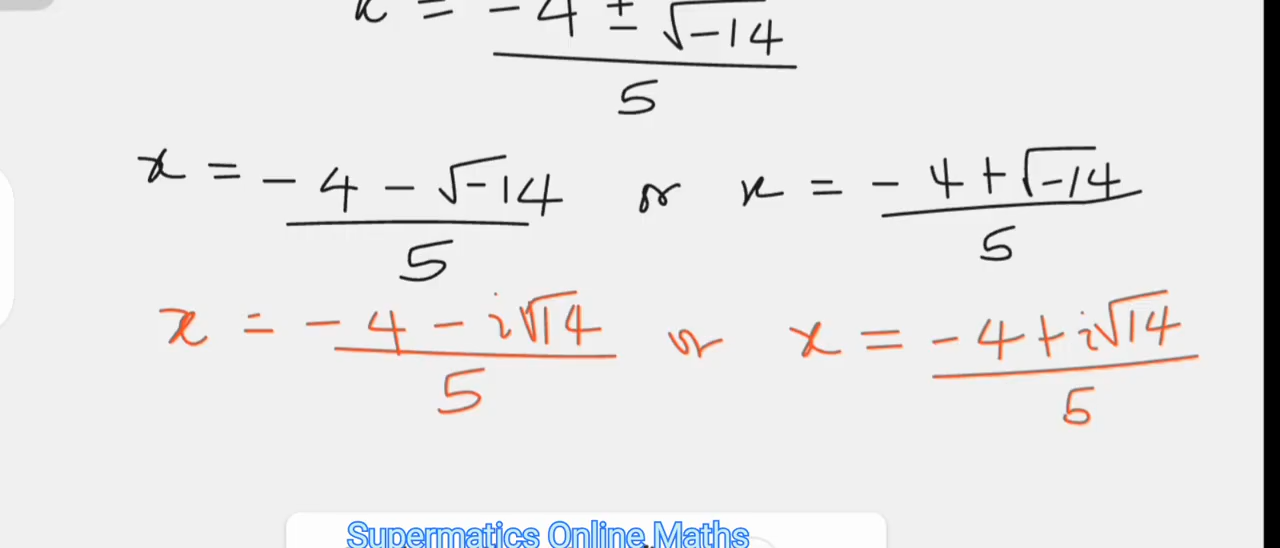 x = -4 ± √-14 / 5
x = -4 - √-14 / 5 or x = -4 + √-14 / 5
x = -4 - i√14 / 5 or x = -4 + i√14 / 5
Supermatics Online Maths